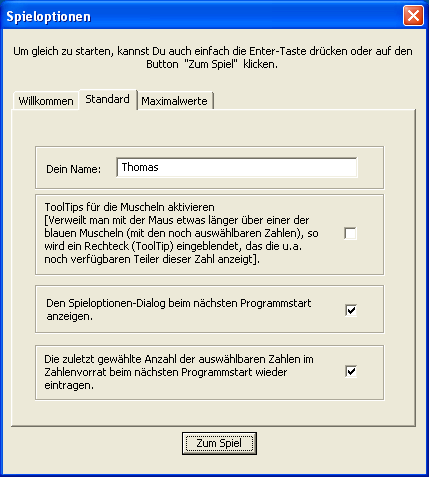 Spieloptionen
Um gleich zu starten, kannst Du auch einfach die Enter-Taste drücken oder auf den
Button "Zum Spiel" klicken.
Willkommen Standard Maximalwerte
Dein Name: Thomas
ToolTips für die Muscheln aktivieren
[Verweilt man mit der Maus etwas länger über einer der
blauen Muscheln (mit den noch auswählbaren Zahlen), so
wird ein Rechteck (ToolTip) eingeblendet, das die u.a.
noch verfügbaren Teiler dieser Zahl anzeigt].
Den Spieloptionen-Dialog beim nächsten Programmstart
anzeigen.
Die zuletzt gewählte Anzahl der auswählbaren Zahlen im
Zahlenvorrat beim nächsten Programmstart wieder
eintragen.
Zum Spiel